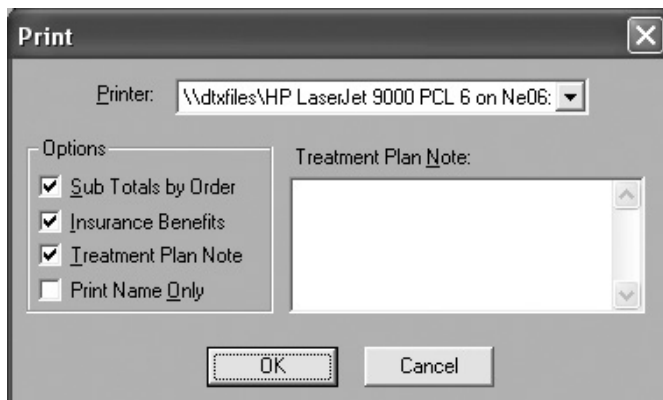 Print
Printer: \\dtxfiles\HP LaserJet 9000 PCL 6 on Ne06:
Options
Sub Totals by Order
Insurance Benefits
Treatment Plan Note
Print Name Only
Treatment Plan Note:
OK Cancel